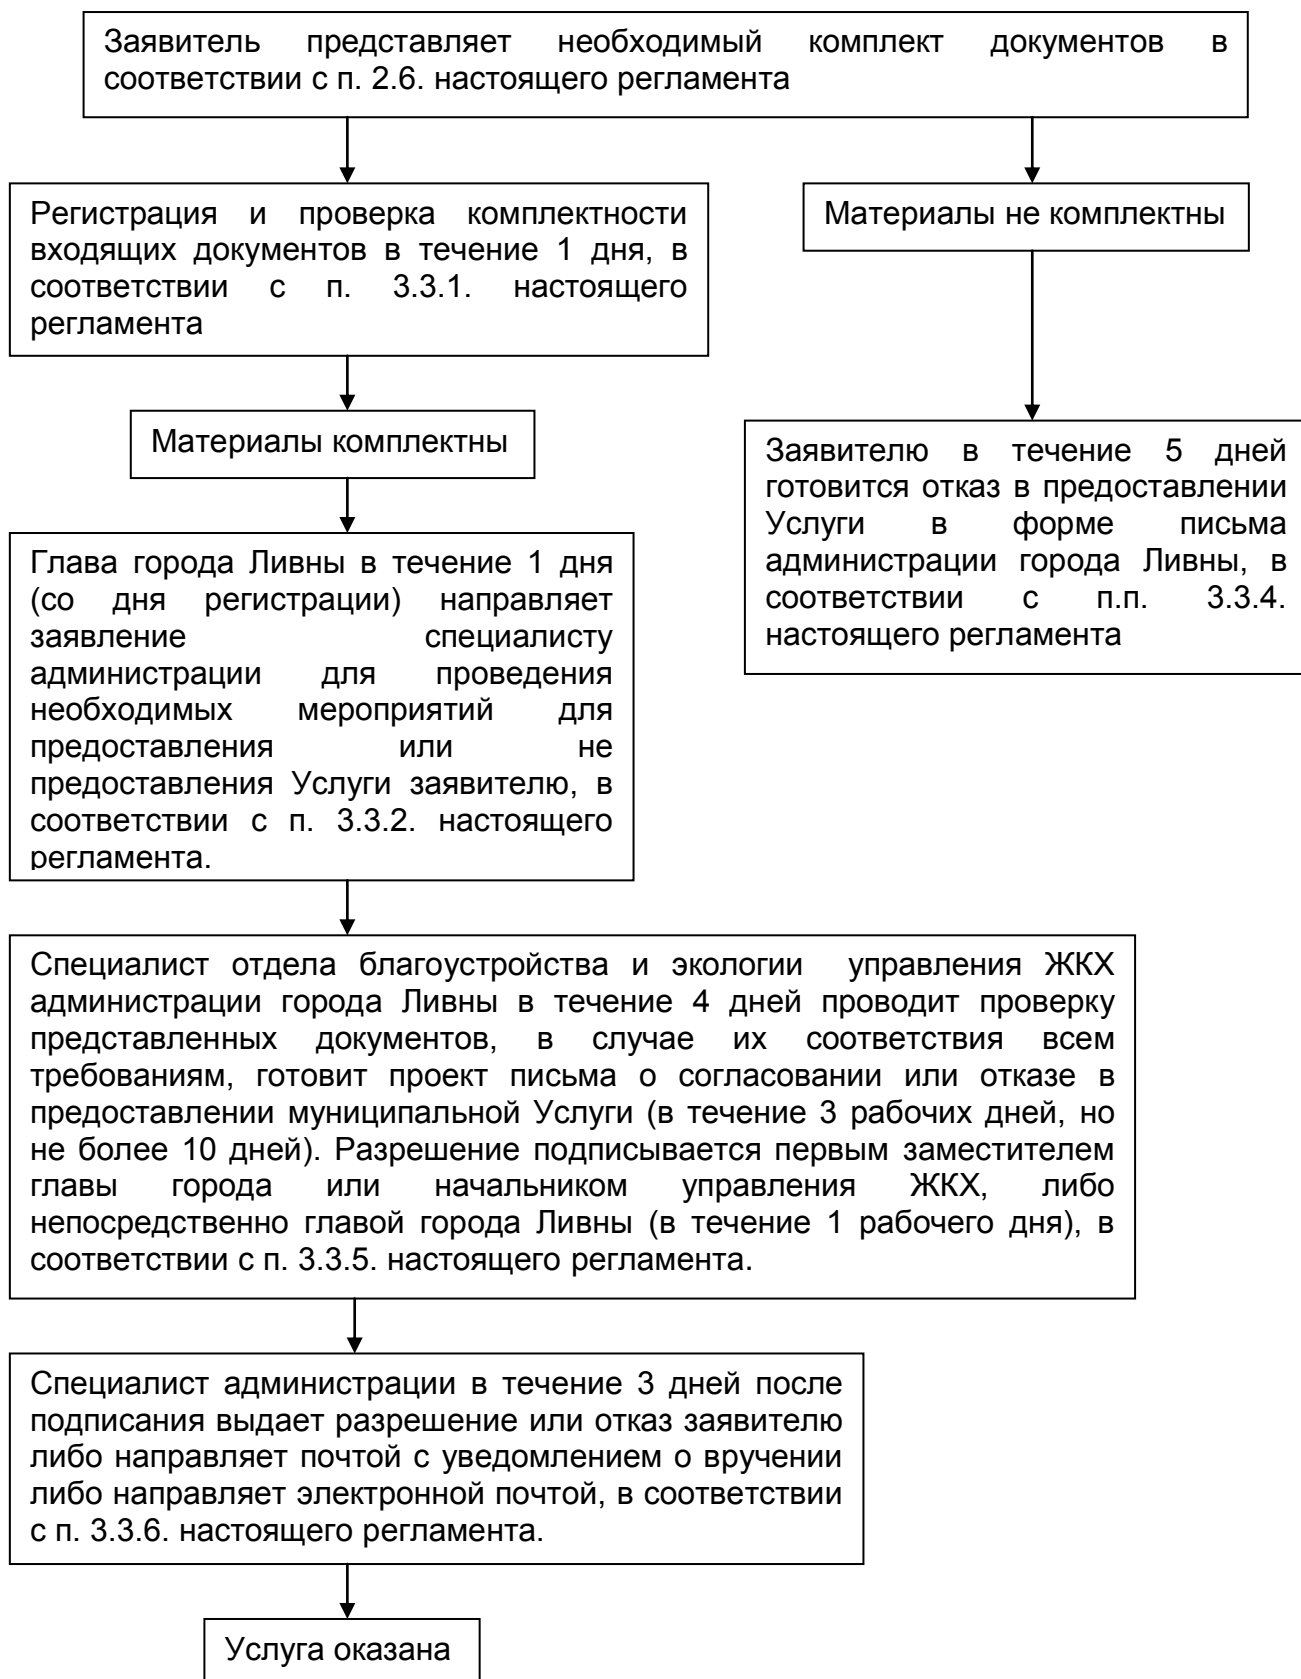 Заявитель представляет необходимый комплект документов в
соответствии с п. 2.6. настоящего регламента
Регистрация и проверка комплектности
входящих документов в течение 1 дня, в
соответствии с п. 3.3.1. настоящего
регламента
Материалы не комплектны
Материалы комплектны
Заявителю в течение 5 дней
готовится отказ в предоставлении
Услуги в форме письма
администрации города Ливны, в
соответствии с п.п. 3.3.4.
настоящего регламента
Глава города Ливны в течение 1 дня
(со дня регистрации) направляет
заявление специалисту
администрации для проведения
необходимых мероприятий для
предоставления или не
предоставления Услуги заявителю, в
соответствии с п. 3.3.2. настоящего
регламента.
Специалист отдела благоустройства и экологии управления ЖКХ
администрации города Ливны в течение 4 дней проводит проверку
представленных документов, в случае их соответствия всем
требованиям, готовит проект письма о согласовании или отказе в
предоставлении муниципальной Услуги (в течение 3 рабочих дней, но
не более 10 дней). Разрешение подписывается первым заместителем
главы города или начальником управления ЖКХ, либо
непосредственно главой города Ливны (в течение 1 рабочего дня), в
соответствии с п. 3.3.5. настоящего регламента.
Специалист администрации в течение 3 дней после
подписания выдает разрешение или отказ заявителю
либо направляет почтой с уведомлением о вручении
либо направляет электронной почтой, в соответствии
с п. 3.3.6. настоящего регламента.
Услуга оказана